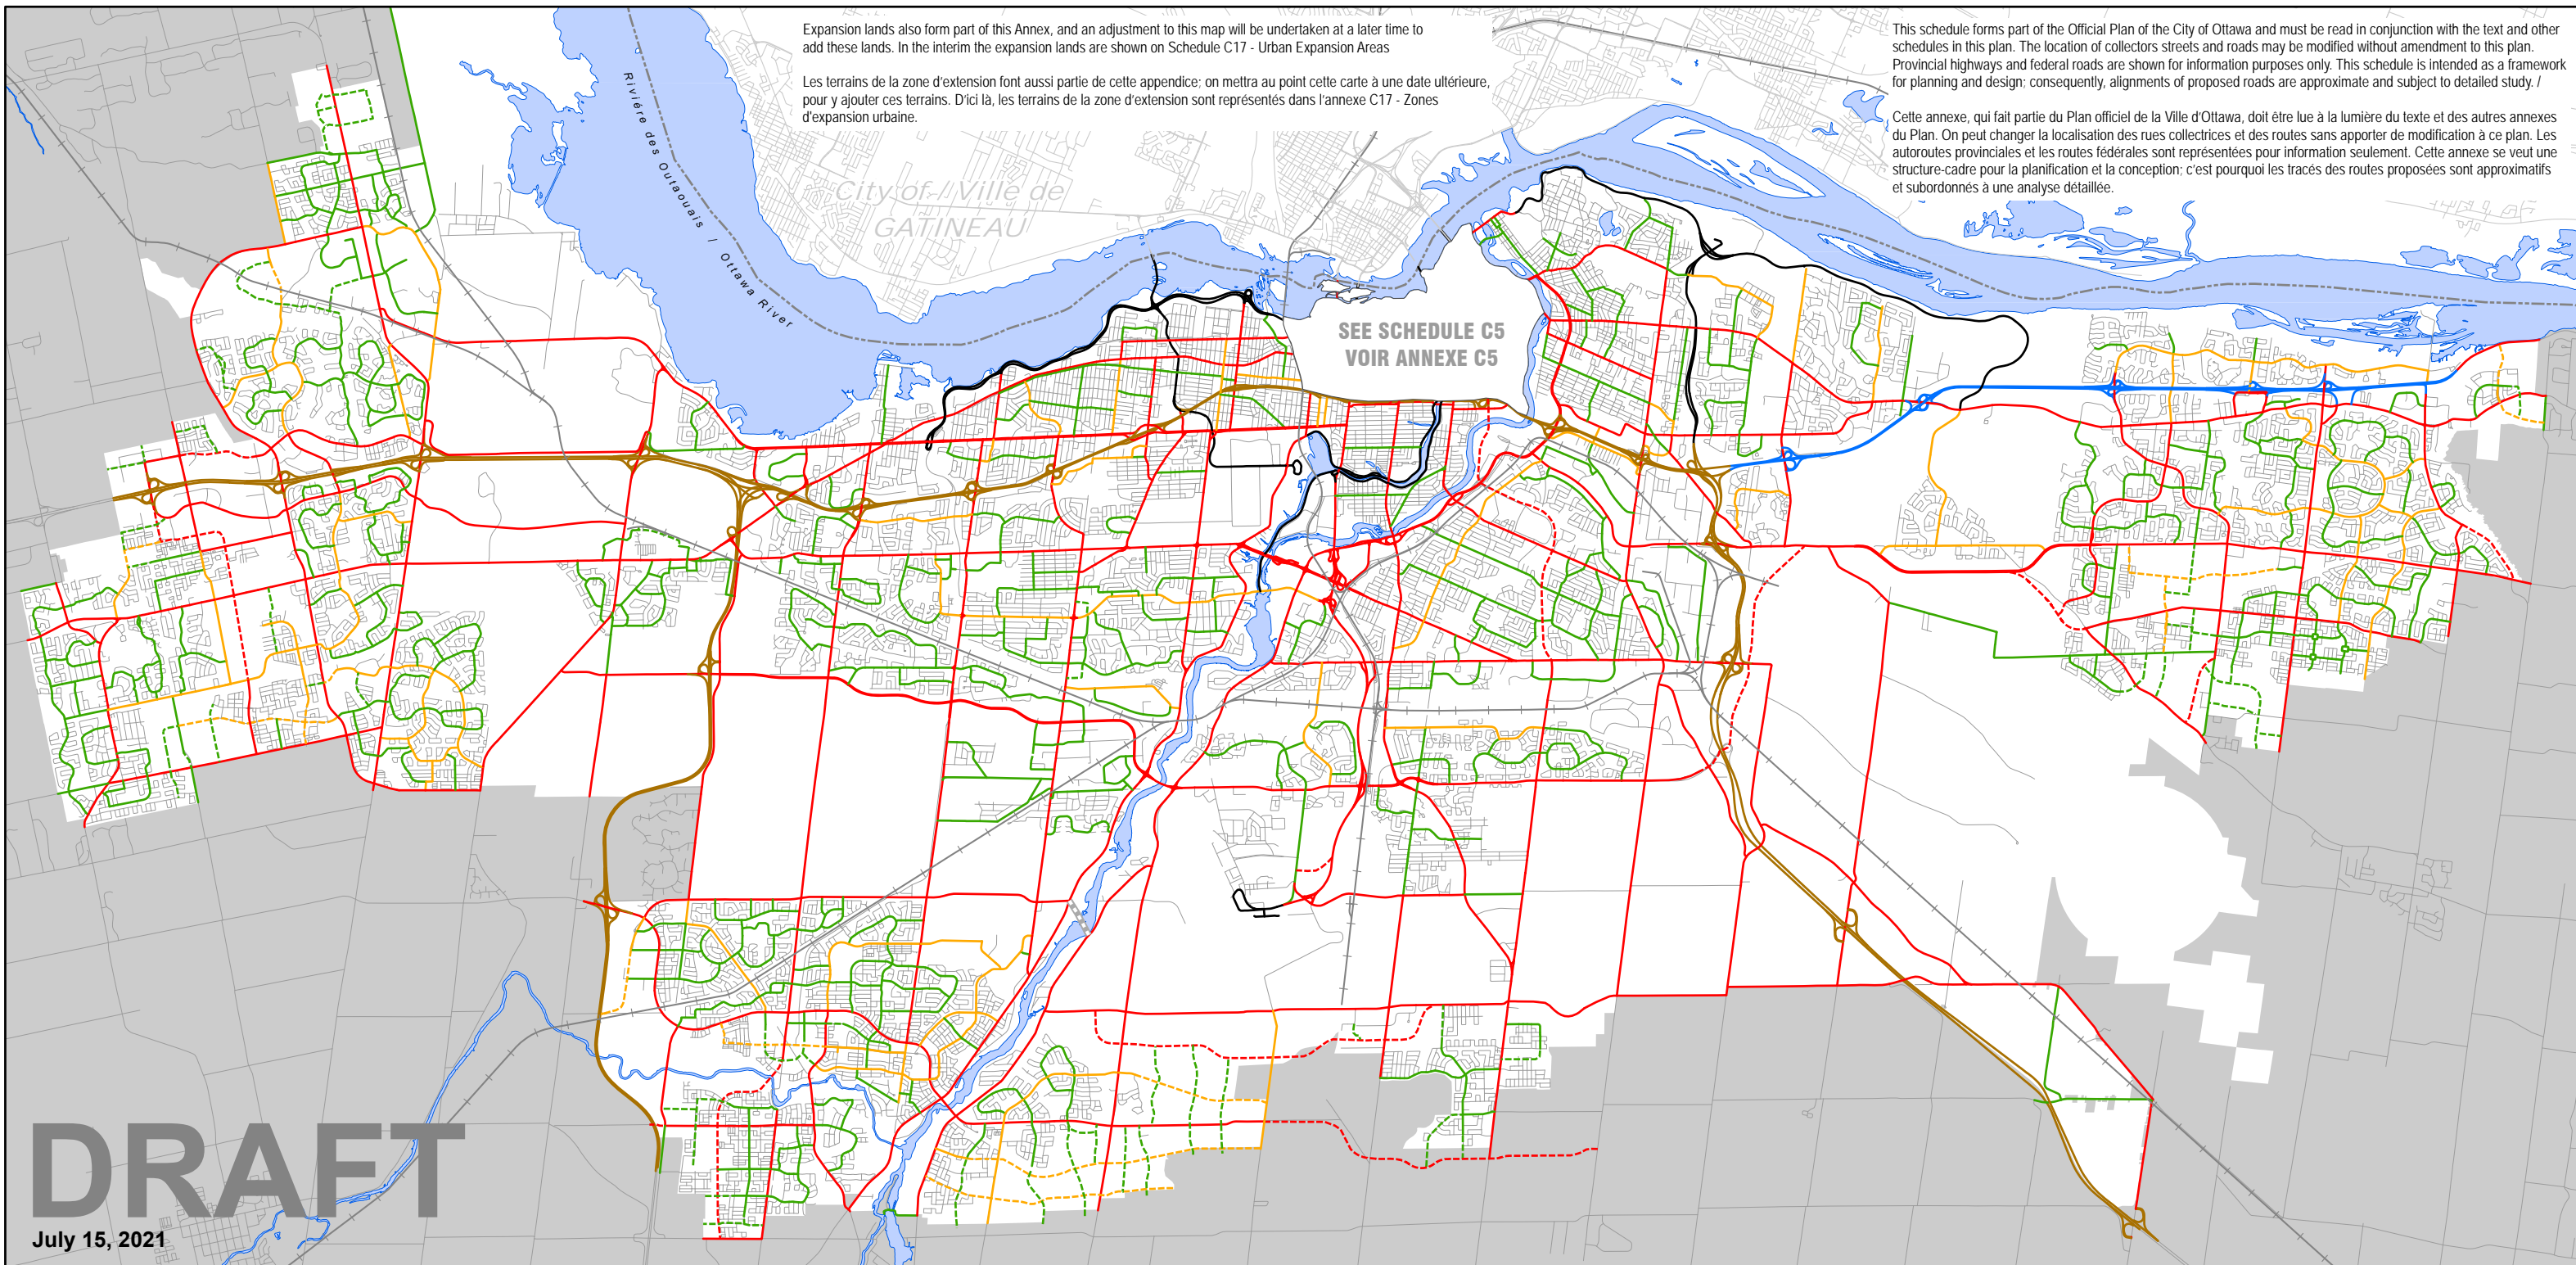 Expansion lands also form part of this Annex, and an adjustment to this map will be undertaken at a later time to
add these lands. In the interim the expansion lands are shown on Schedule C17 - Urban Expansion Areas
Les terrains de la zone d'extension font aussi partie de cette appendice; on mettra au point cette carte à une date ultérieure,
pour y ajouter ces terrains. D'ici là, les terrains de la zone d'extension sont représentés dans l'annexe C17 - Zones
d'expansion urbaine.
This schedule forms part of the Official Plan of the City of Ottawa and must be read in conjunction with the text and other
schedules in this plan. The location of collectors streets and roads may be modified without amendment to this plan.
Provincial highways and federal roads are shown for information purposes only. This schedule is intended as a framework
for planning and design; consequently, alignments of proposed roads are approximate and subject to detailed study. /
Cette annexe, qui fait partie du Plan officiel de la Ville d'Ottawa, doit être lue à la lumière du texte et des autres annexes
du Plan. On peut changer la localisation des rues collectrices et des routes sans apporter de modification à ce plan. Les
autoroutes provinciales et les routes fédérales sont représentées pour information seulement. Cette annexe se veut une
structure-cadre pour la planification et la conception; c'est pourquoi les tracés des routes proposées sont approximatifs
et subordonnés à une analyse détaillée.
Rivière des Outaouais / Ottawa River
City of / Ville de
GATINEAU
SEE SCHEDULE C5
VOIR ANNEXE C5
DRAFT
July 15, 2021